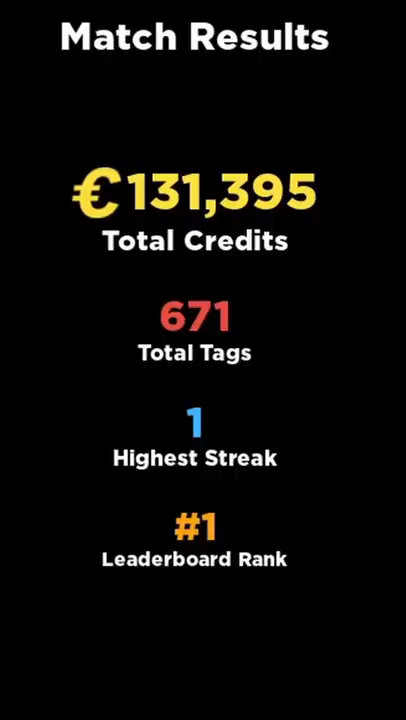 Match Results
€131,395
Total Credits
671
Total Tags
1
Highest Streak
#1
Leaderboard Rank